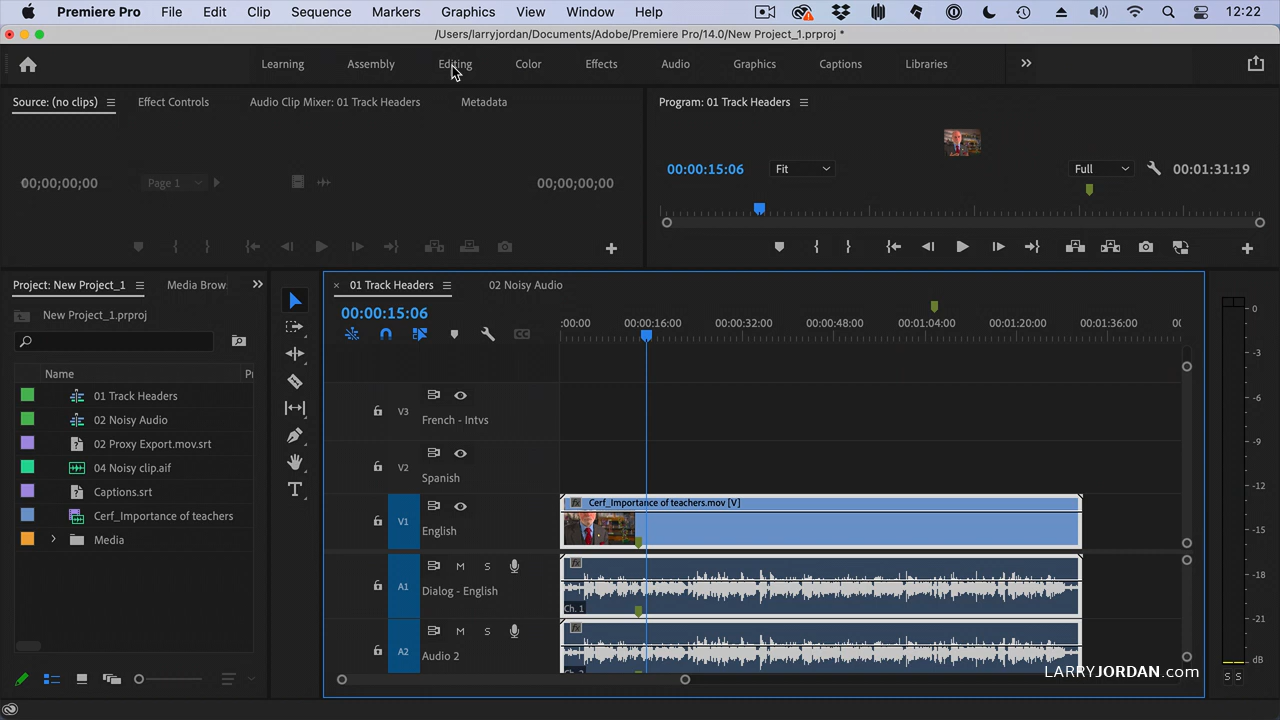 Premiere Pro File Edit Clip Sequence Markers Graphics View Window Help 12:22
/Users/larryjordan/Documents/Adobe/Premiere Pro/14.0/New Project_1.prproj *
Learning Assembly Editing Color Effects Audio Graphics Captions Libraries
Source: (no clips) Effect Controls Audio Clip Mixer: 01 Track Headers Metadata
Program: 01 Track Headers
00;00;00;00 Page 1 00;00;00;00
00:00:15:06 Fit Full 00:01:31:19
Project: New Project_1 Media Brow
New Project_1.prproj
Name
01 Track Headers
02 Noisy Audio
02 Proxy Export.mov.srt
04 Noisy clip.aif
Captions.srt
Cerf_Importance of teachers
Media
01 Track Headers 02 Noisy Audio
00:00:15:06
:00:00 00:00:16:00 00:00:32:00 00:00:48:00 00:01:04:00 00:01:20:00 00:01:36:00 00
V3 French - Intvs
V2 Spanish
V1 English
Cerf_Importance of teachers.mov [V]
A1 M S Dialog - English
Ch. 1
A2 M S Audio 2
0
-3
-6
-9
-12
-15
-18
-21
dB
S S
LARRYJORDAN.com